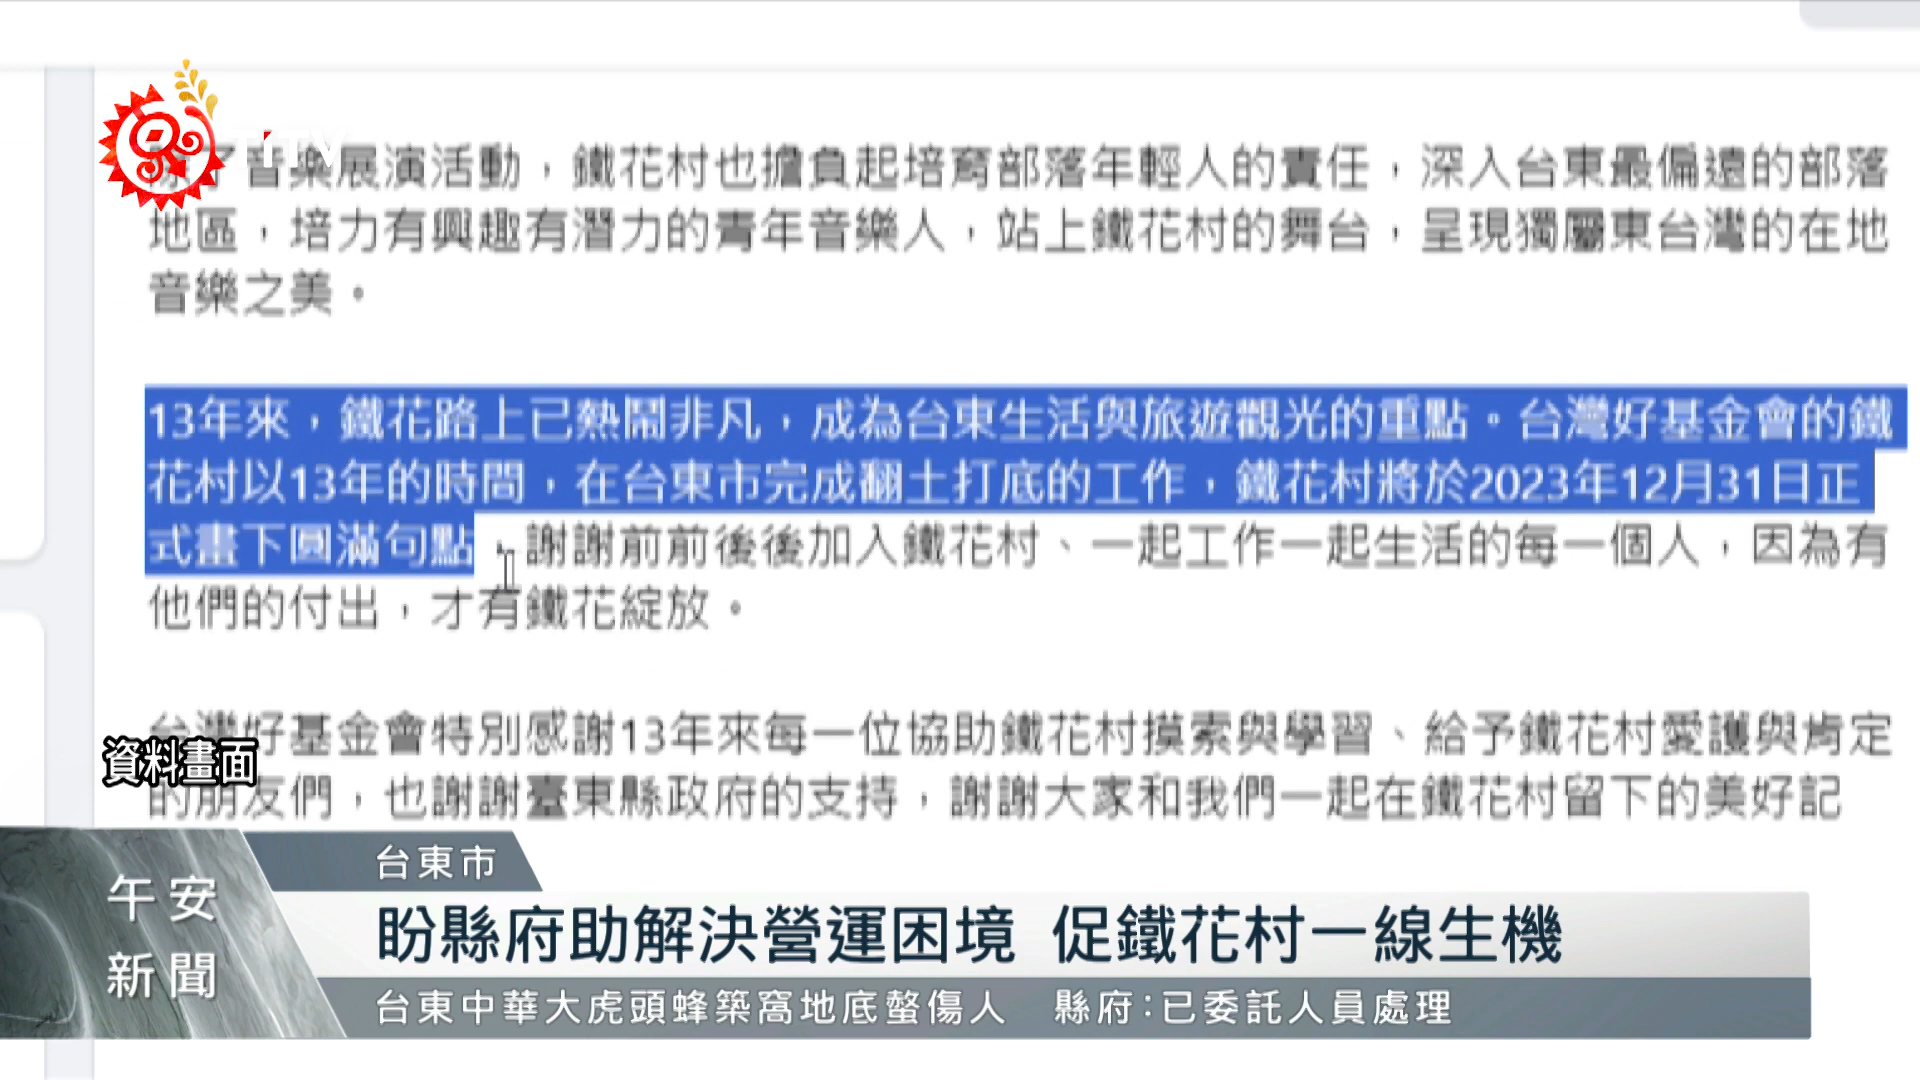 TITV
音樂展演活動，鐵花村也擔負起培育部落年輕人的責任，深入台東最偏遠的部落
地區，培力有興趣有潛力的青年音樂人，站上鐵花村的舞台，呈現獨屬東台灣的在地
音樂之美。
13年來，鐵花路上已熱鬧非凡，成為台東生活與旅遊觀光的重點。台灣好基金會的鐵
花村以13年的時間，在台東市完成翻土打底的工作，鐵花村將於2023年12月31日正
式畫下圓滿句點，謝謝前前後後加入鐵花村、一起工作一起生活的每一個人，因為有
他們的付出，才有鐵花綻放。
台灣好基金會特別感謝13年來每一位協助鐵花村摸索與學習、給予鐵花村愛護與肯定
的朋友們，也謝謝臺東縣政府的支持，謝謝大家和我們一起在鐵花村留下的美好記
資料畫面
台東市
午安
新聞
盼縣府助解決營運困境 促鐵花村一線生機
台東中華大虎頭蜂築窩地底螫傷人 縣府：已委託人員處理